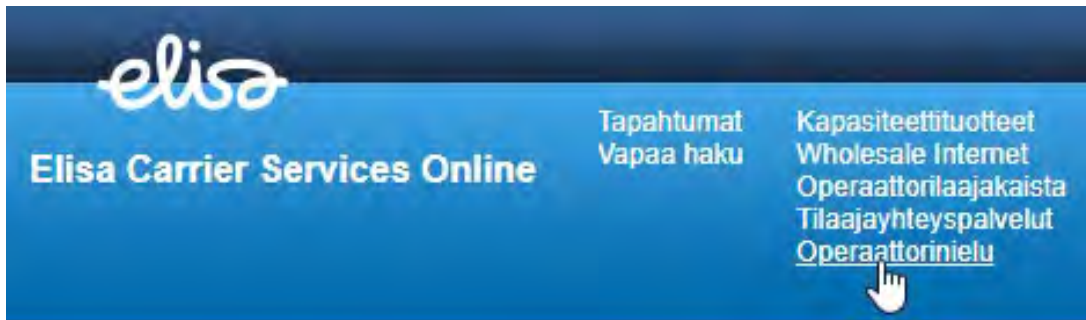 elisa
Elisa Carrier Services Online
Tapahtumat
Vapaa haku
Kapasiteettituotteet
Wholesale Internet
Operaattorilaajakaista
Tilaajayhteyspalvelut
Operaattorinielu